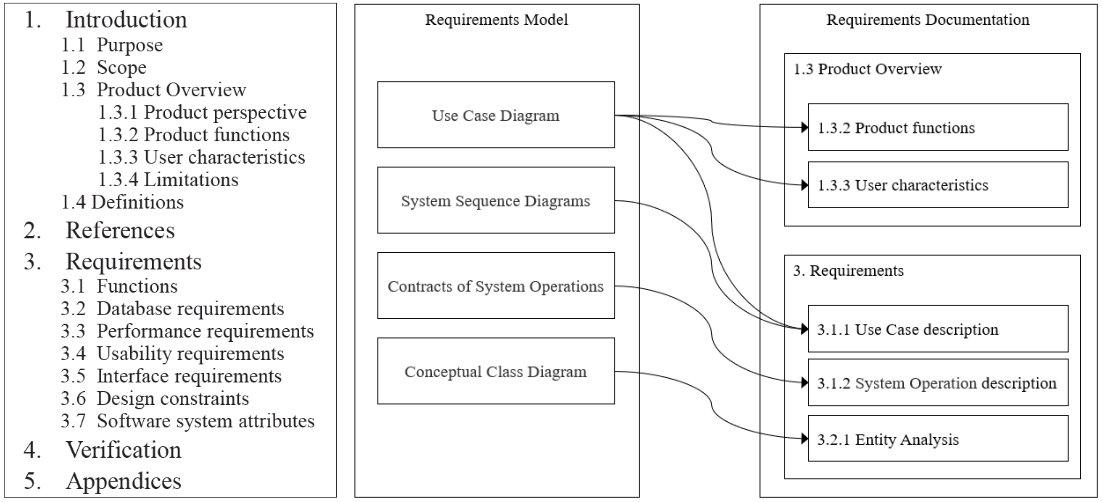 1. Introduction
1.1 Purpose
1.2 Scope
1.3 Product Overview
1.3.1 Product perspective
1.3.2 Product functions
1.3.3 User characteristics
1.3.4 Limitations
1.4 Definitions
2. References
3. Requirements
3.1 Functions
3.2 Database requirements
3.3 Performance requirements
3.4 Usability requirements
3.5 Interface requirements
3.6 Design constraints
3.7 Software system attributes
4. Verification
5. Appendices
Requirements Model
Use Case Diagram
System Sequence Diagrams
Contracts of System Operations
Conceptual Class Diagram
Requirements Documentation
1.3 Product Overview
1.3.2 Product functions
1.3.3 User characteristics
3. Requirements
3.1.1 Use Case description
3.1.2 System Operation description
3.2.1 Entity Analysis